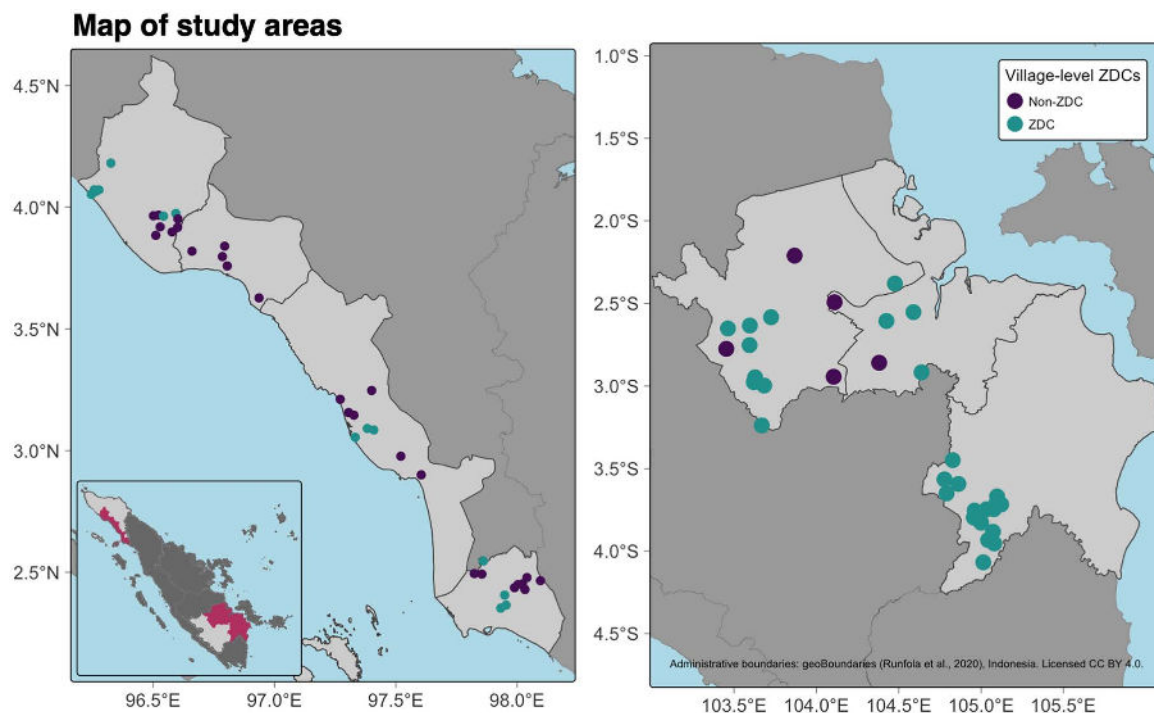 Map of study areas
4.5°N
4.0°N
3.5°N
3.0°N
2.5°N
96.5°E
97.0°E
97.5°E
98.0°E
1.0°S
1.5°S
2.0°S
2.5°S
3.0°S
3.5°S
4.0°S
4.5°S
Village-level ZDCs
Non-ZDC
ZDC
Administrative boundaries: geoBoundaries (Runfola et al., 2020), Indonesia. Licensed CC BY 4.0.
103.5°E
104.0°E
104.5°E
105.0°E
105.5°E